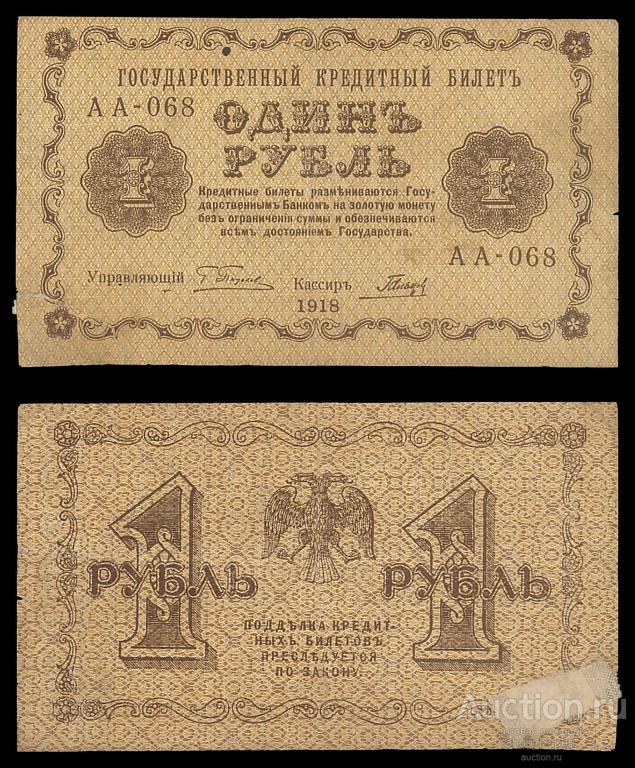 ГОСУДАРСТВЕННЫЙ КРЕДИТНЫЙ БИЛЕТЪ
АА-068
ОДИНЪ
РУБЛЬ
1
1
Кредитные билеты размѣниваются Госу-
дарственнымъ Банкомъ на золотую монету
безъ ограниченія суммы и обезпечиваются
всѣмъ достояніемъ Государства.
АА-068
Управляющій
Кассиръ
1918
1
1
РУБЛЬ
РУБЛЬ
ПОДДѢЛКА КРЕДИТ-
НЫХЪ БИЛЕТОВЪ
ПРЕСЛѢДУЕТСЯ
ПО ЗАКОНУ.
Auction.ru
auction.ru